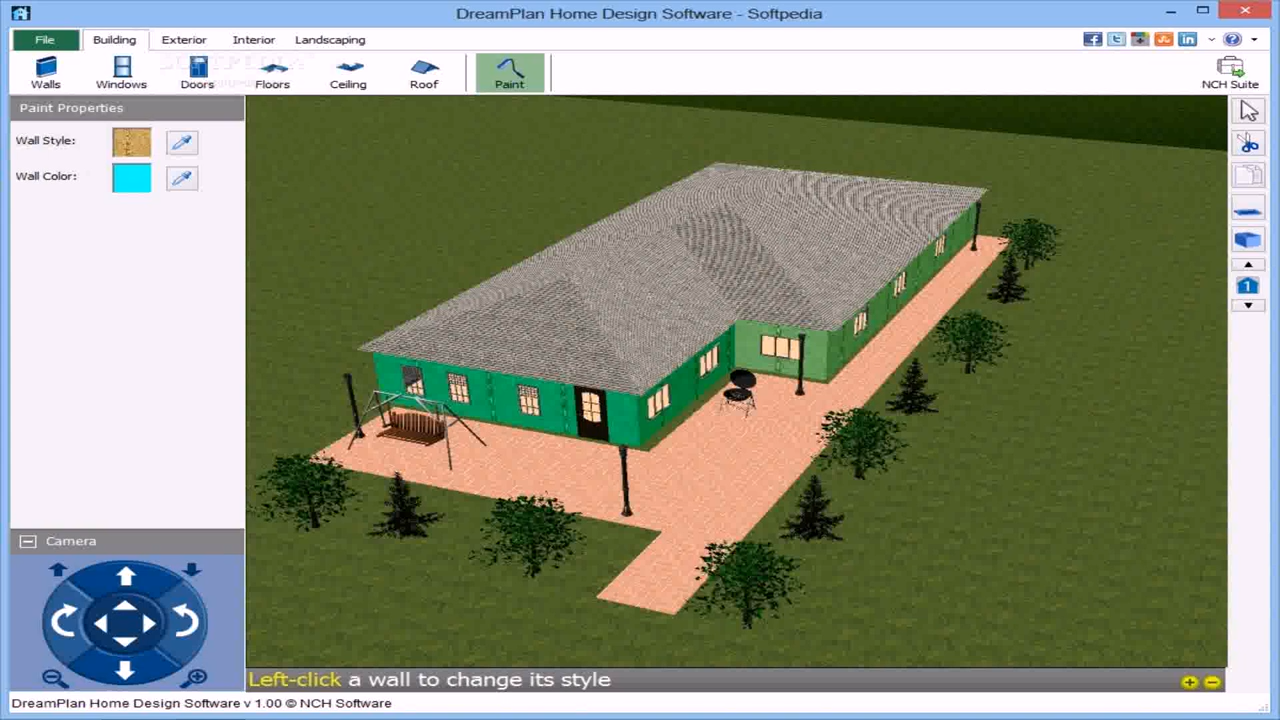 DreamPlan Home Design Software - Softpedia
File Building Exterior Interior Landscaping
SOFTPEDIA
Walls Windows Doors Floors Ceiling Roof Paint NCH Suite
Paint Properties
Wall Style:
Wall Color:
1
Camera
Left-click a wall to change its style
DreamPlan Home Design Software v 1.00 © NCH Software